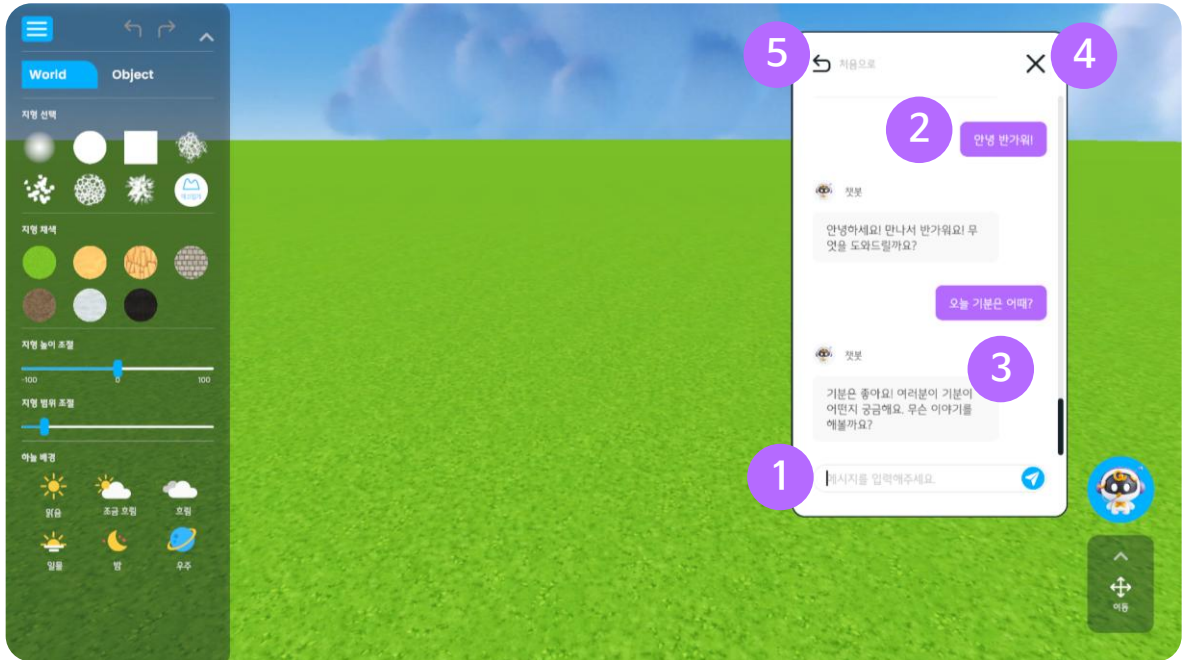 World
Object
지형 선택
지형 채색
지형 높이 조절
-100
0
100
지형 범위 조절
하늘 배경
맑음
조금 흐림
흐림
일몰
밤
우주
5
처음으로
4
2
안녕 반가워!
챗봇
안녕하세요! 만나서 반가워요! 무
엇을 도와드릴까요?
오늘 기분은 어때?
챗봇
3
기분은 좋아요! 여러분이 기분이
어떤지 궁금해요. 무슨 이야기를
해볼까요?
1
메시지를 입력해주세요.
이동